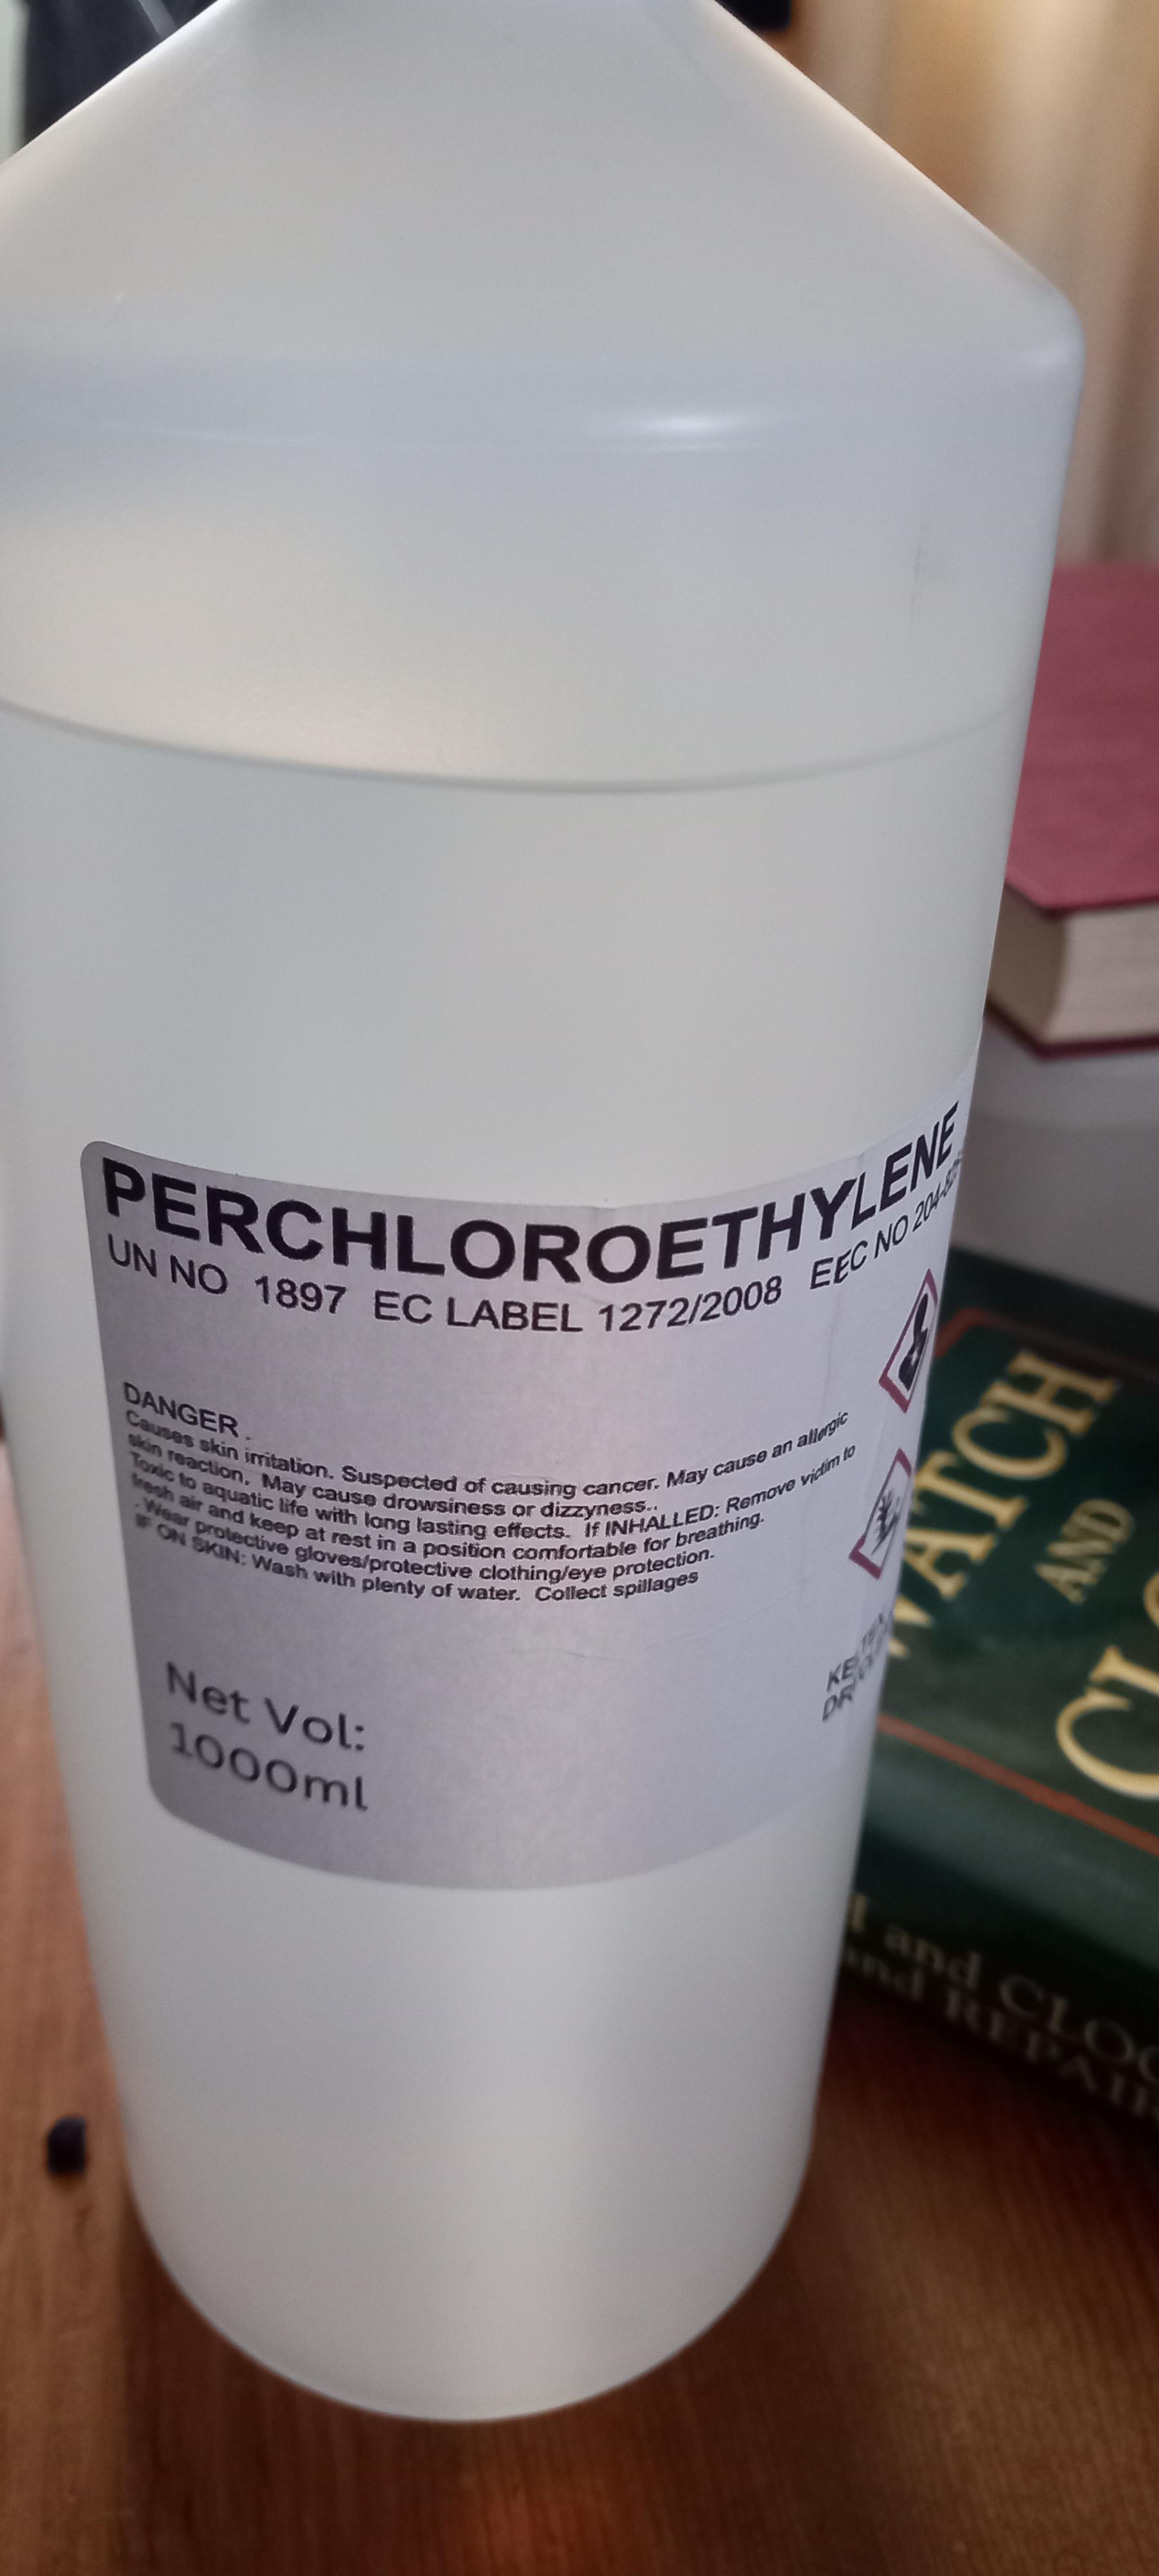 PERCHLOROETHYLENE
UN NO 1897 EC LABEL 1272/2008 EEC NO 204-825
DANGER .
Causes skin irritation. Suspected of causing cancer. May cause an allergic
skin reaction. May cause drowsiness or dizzyness..
Toxic to aquatic life with long lasting effects. If INHALLED: Remove victim to
fresh air and keep at rest in a position comfortable for breathing.
. Wear protective gloves/protective clothing/eye protection.
IF ON SKIN: Wash with plenty of water. Collect spillages
Net Vol:
1000ml
WATCH
AND
and CLOC
and REPAIR